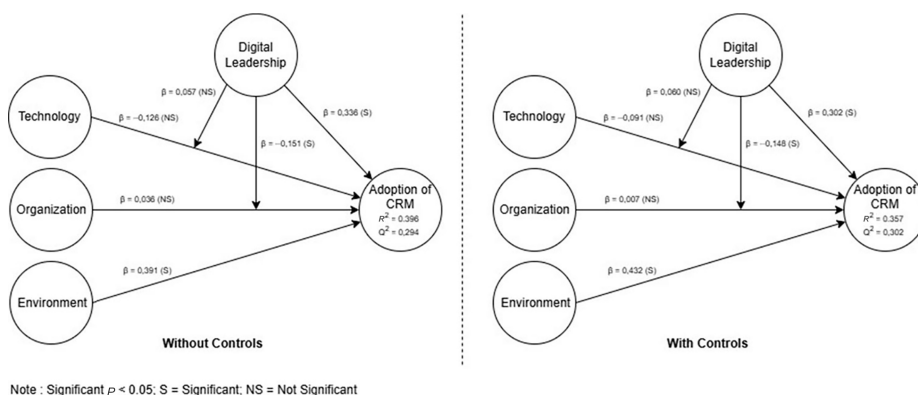 Digital
Leadership
β = 0,057 (NS)
β = 0,336 (S)
Technology
β = −0,126 (NS)
β = −0,151 (S)
Adoption of
CRM
R² = 0.396
Q² = 0,294
Organization
β = 0,036 (NS)
β = 0,391 (S)
Environment
Without Controls
Digital
Leadership
β = 0,060 (NS)
β = 0,302 (S)
Technology
β = −0,091 (NS)
β = −0,148 (S)
Adoption of
CRM
R² = 0.357
Q² = 0,302
Organization
β = 0,007 (NS)
β = 0,432 (S)
Environment
With Controls
Note : Significant p < 0.05; S = Significant; NS = Not Significant